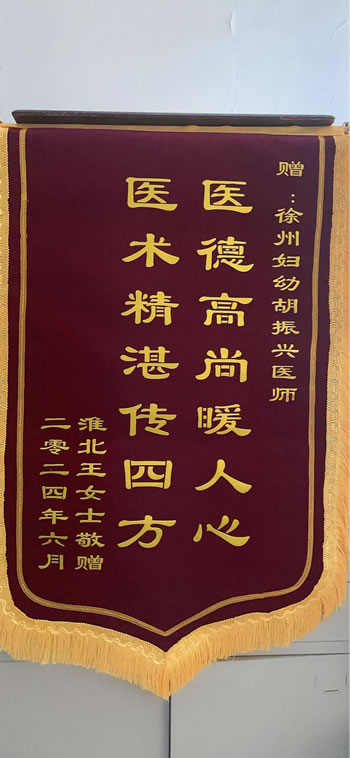 赠：徐州妇幼胡振兴医师
医德高尚暖人心
医术精湛传四方
淮北王女士敬赠
二零二四年六月